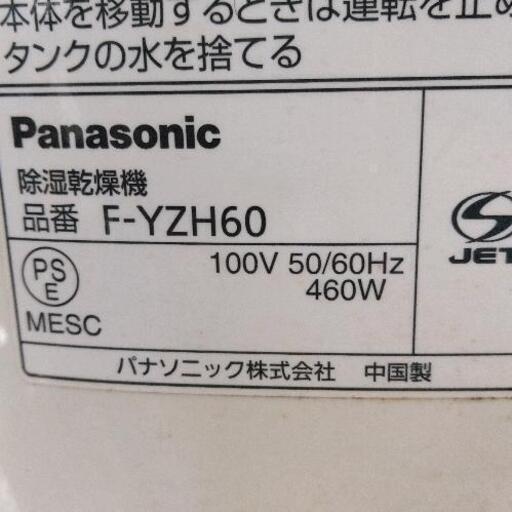 本体を移動するときは運転を止め
タンクの水を捨てる
Panasonic
除湿乾燥機
品番 F-YZH60
PSE
100V 50/60Hz
460W
MESC
JET
パナソニック株式会社 中国製